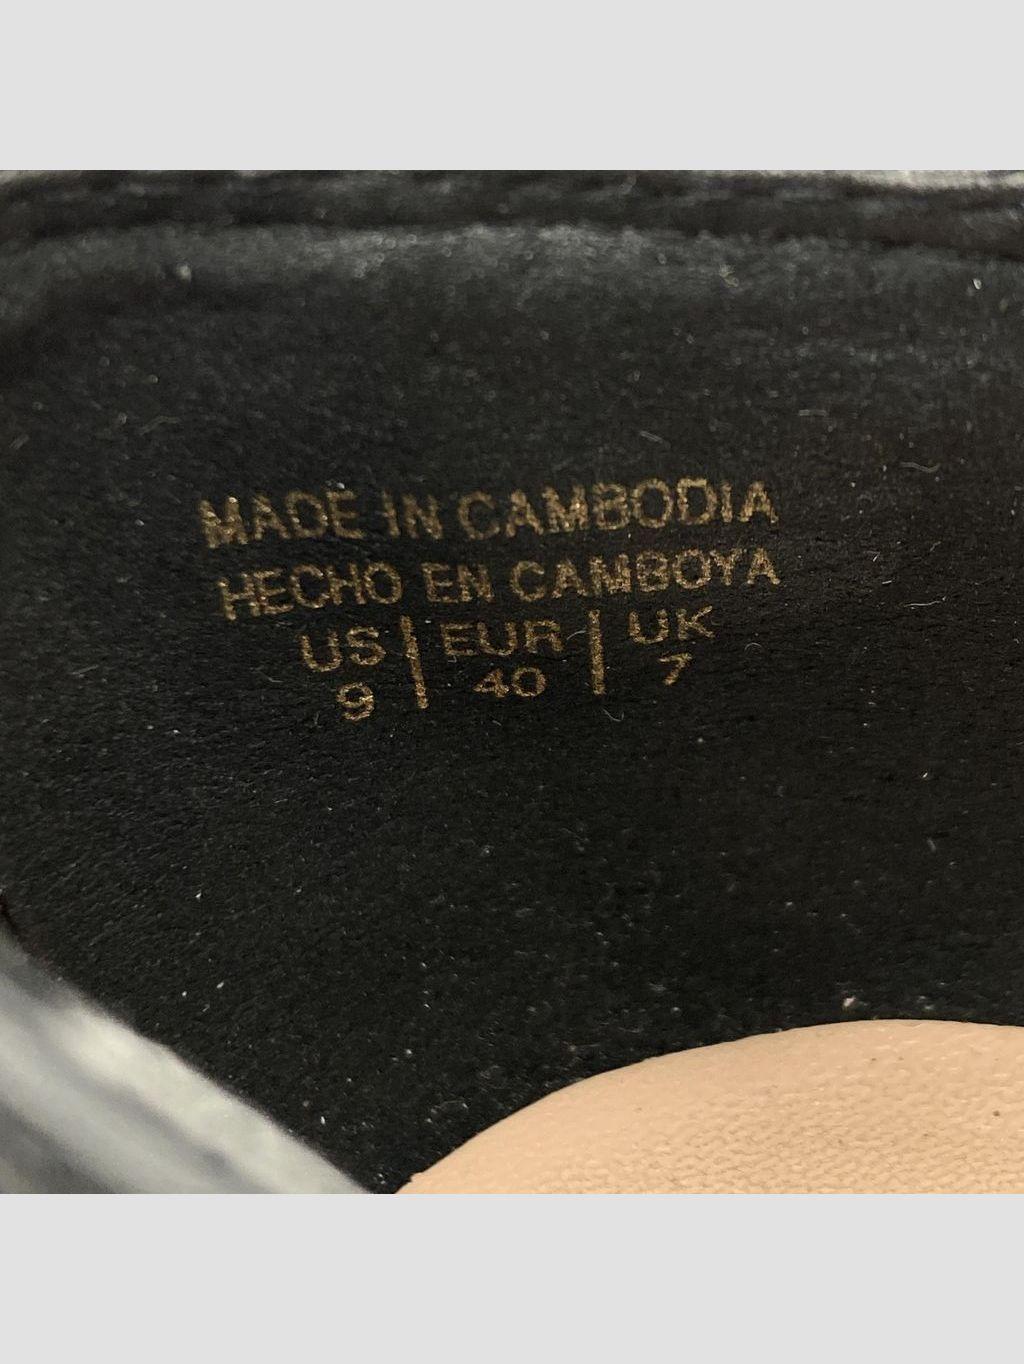 MADE IN CAMBODIA
HECHO EN CAMBOYA
US | EUR | UK
9 | 40 | 7